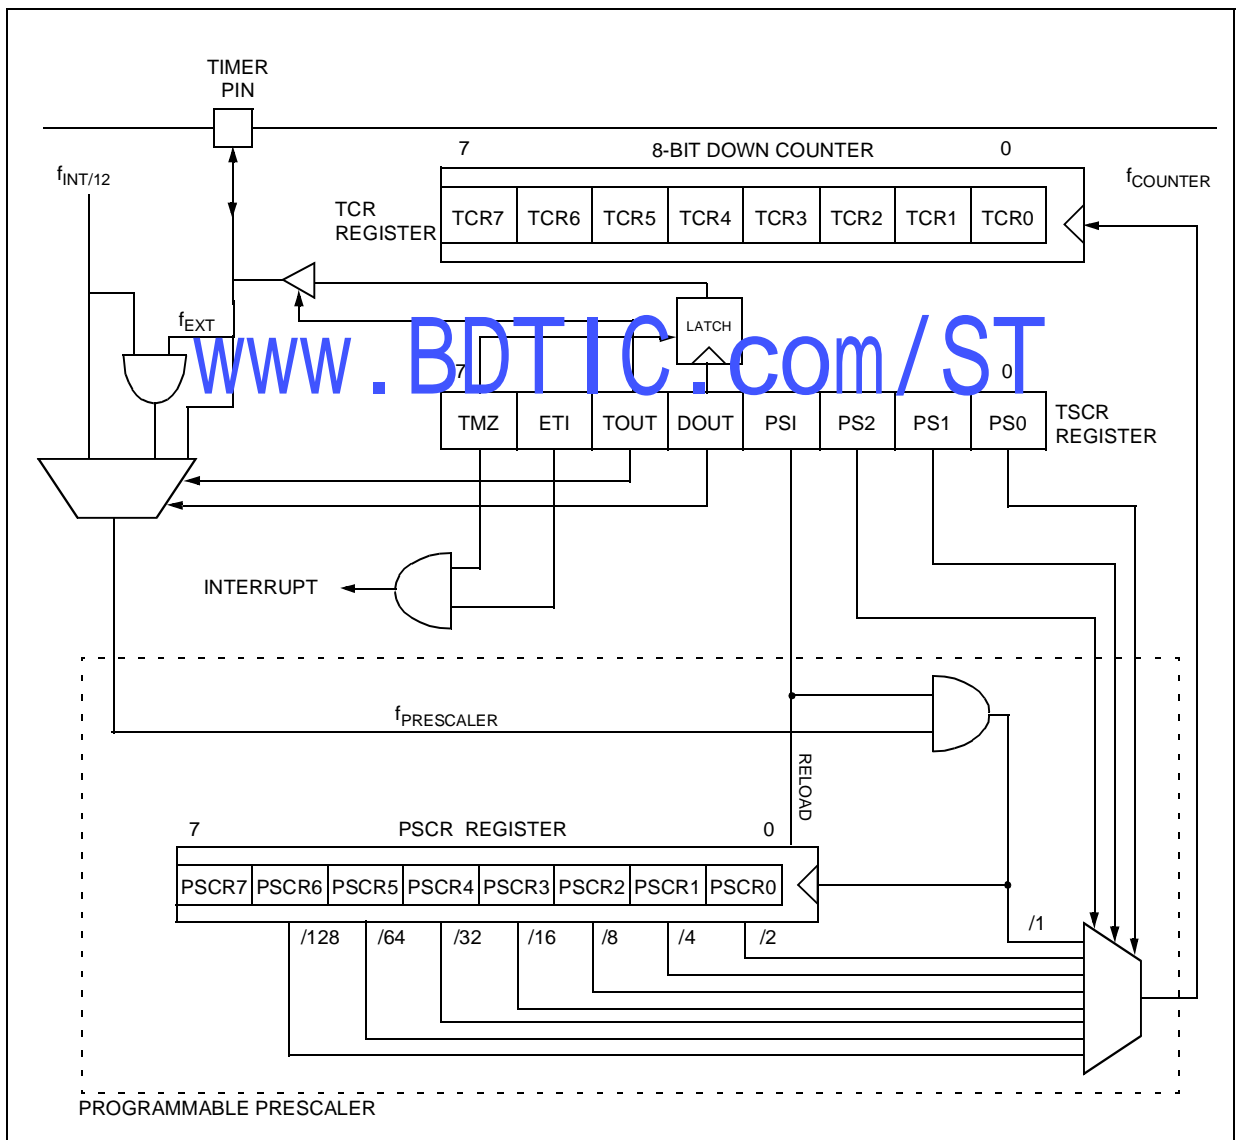 TIMER
PIN
7 8-BIT DOWN COUNTER 0
fINT/12
fCOUNTER
TCR
REGISTER
TCR7 TCR6 TCR5 TCR4 TCR3 TCR2 TCR1 TCR0
fEXT
LATCH
www.BDTIC.com/ST
7 0
TMZ ETI TOUT DOUT PSI PS2 PS1 PS0
TSCR
REGISTER
INTERRUPT
fPRESCALER
RELOAD
7 PSCR REGISTER 0
PSCR7 PSCR6 PSCR5 PSCR4 PSCR3 PSCR2 PSCR1 PSCR0
/128 /64 /32 /16 /8 /4 /2 /1
PROGRAMMABLE PRESCALER